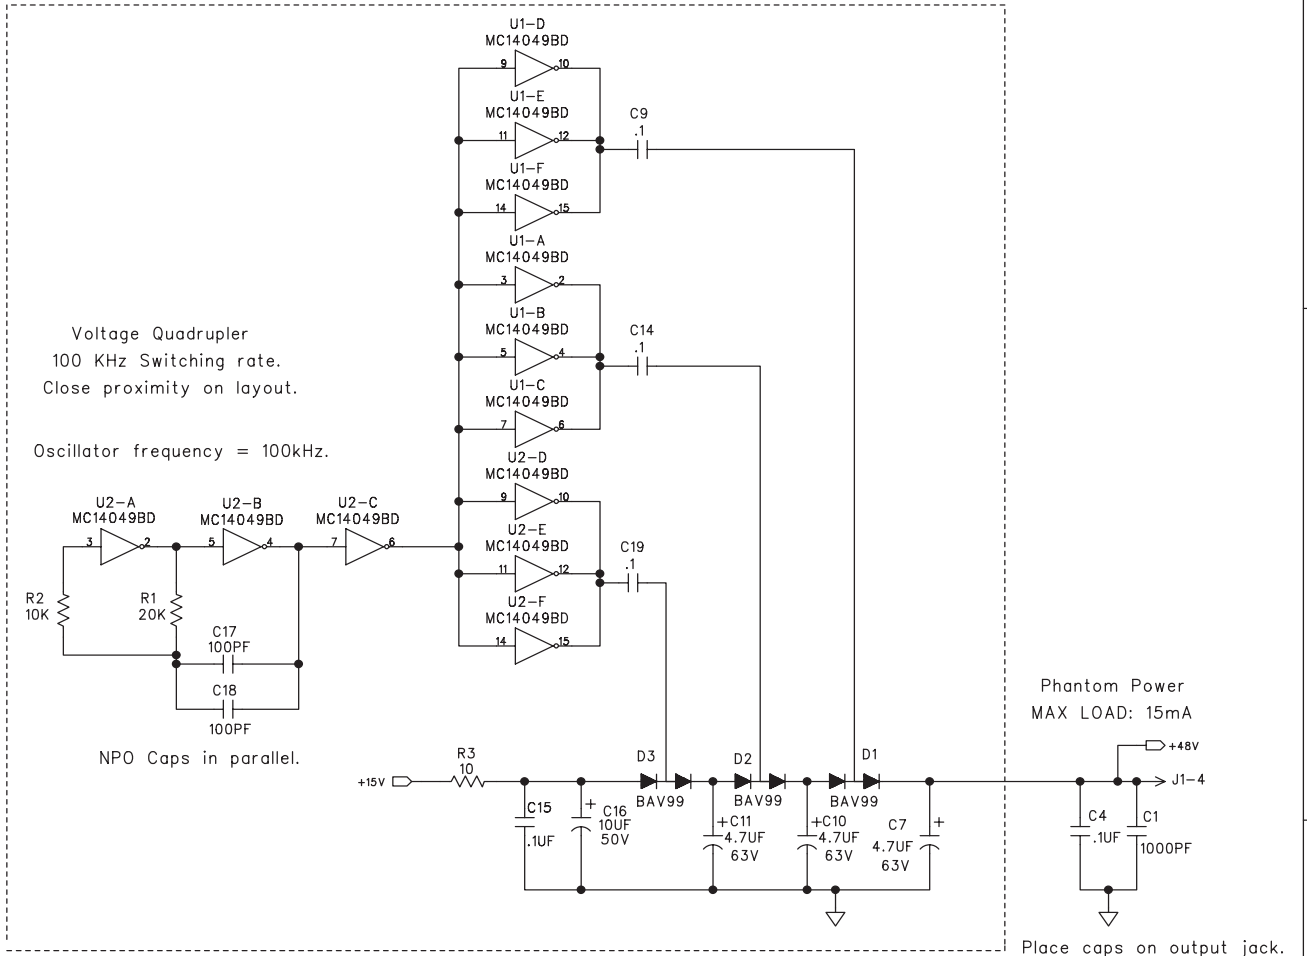 U1-D
MC14049BD
9
10
U1-E
MC14049BD
11
12
C9
.1
U1-F
MC14049BD
14
15
U1-A
MC14049BD
3
2
U1-B
MC14049BD
5
4
C14
.1
U1-C
MC14049BD
7
6
Voltage Quadrupler
100 KHz Switching rate.
Close proximity on layout.
Oscillator frequency = 100kHz.
U2-D
MC14049BD
9
10
U2-A
MC14049BD
3
2
U2-B
MC14049BD
5
4
U2-C
MC14049BD
7
6
U2-E
MC14049BD
11
12
C19
.1
U2-F
MC14049BD
14
15
R2
10K
R1
20K
C17
100PF
C18
100PF
NPO Caps in parallel.
Phantom Power
MAX LOAD: 15mA
+48V
J1-4
+15V
R3
10
D3
BAV99
D2
BAV99
D1
BAV99
C15
.1UF
+
C16
10UF
50V
+
C11
4.7UF
63V
+
C10
4.7UF
63V
C7
+
4.7UF
63V
C4
.1UF
C1
1000PF
Place caps on output jack.